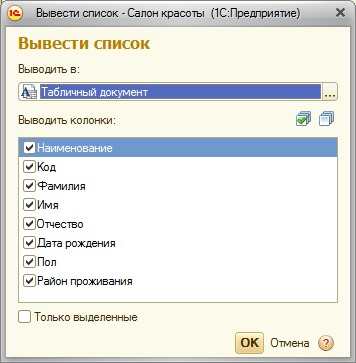 Вывести список - Салон красоты (1С:Предприятие)
Вывести список
Выводить в:
Табличный документ ...
Выводить колонки:
Наименование
Код
Фамилия
Имя
Отчество
Дата рождения
Пол
Район проживания
Только выделенные
OK Отмена ?